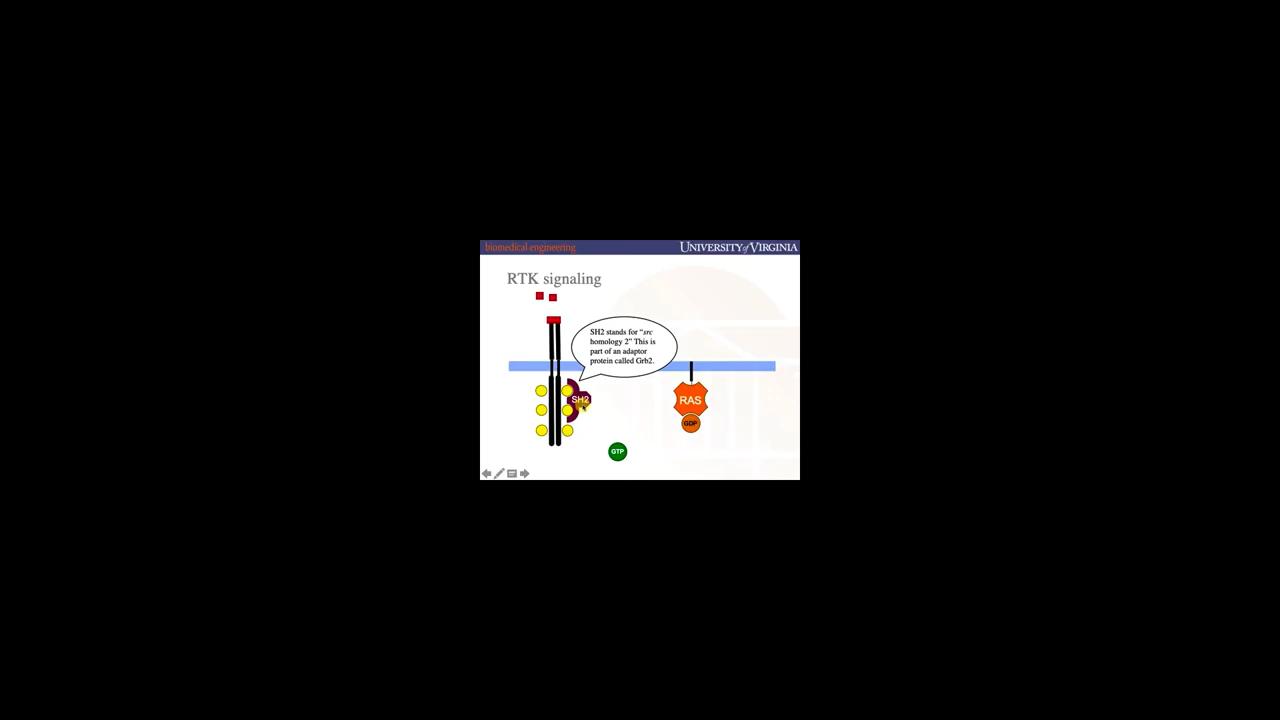 biomedical engineering
UNIVERSITY of VIRGINIA
RTK signaling
SH2 stands for “src
homology 2” This is
part of an adaptor
protein called Grb2.
SH2
RAS
GDP
GTP